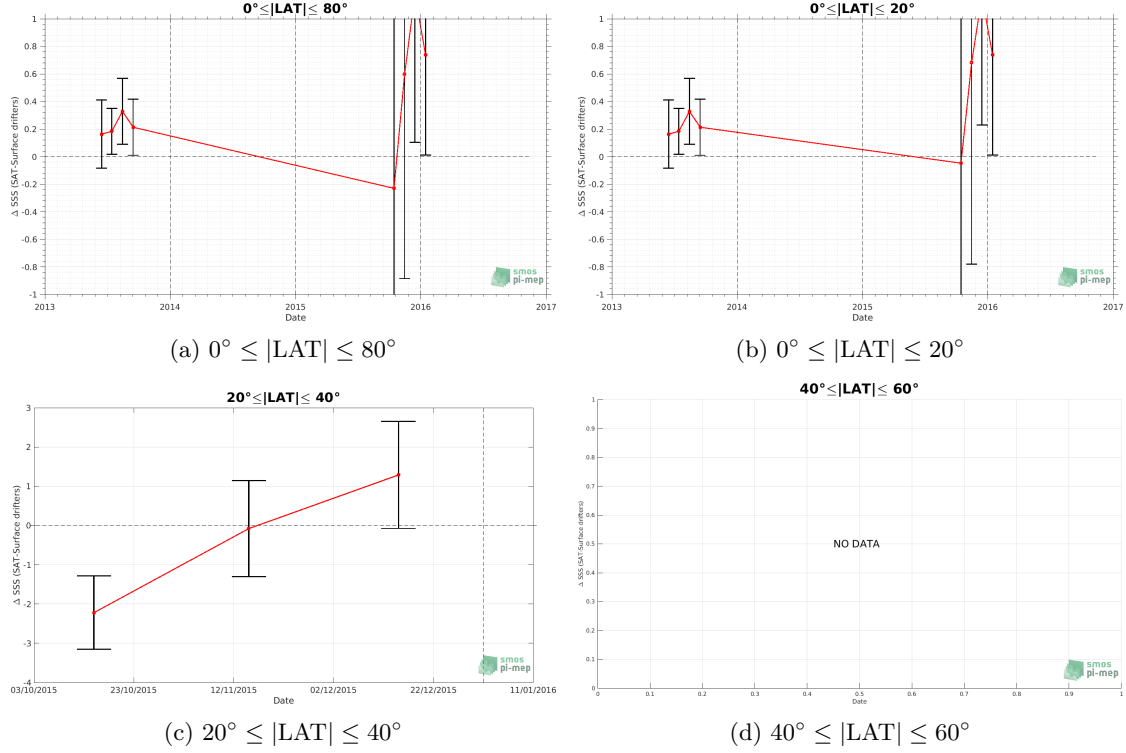 0°≤|LAT|≤ 80°
Δ SSS (SAT-Surface drifters)
1
0.8
0.6
0.4
0.2
0
-0.2
-0.4
-0.6
-0.8
-1
2013 2014 2015 2016 2017
Date
smos
pi-mep
(a) 0° ≤ |LAT| ≤ 80°
0°≤|LAT|≤ 20°
Δ SSS (SAT-Surface drifters)
1
0.8
0.6
0.4
0.2
0
-0.2
-0.4
-0.6
-0.8
-1
2013 2014 2015 2016 2017
Date
smos
pi-mep
(b) 0° ≤ |LAT| ≤ 20°
20°≤|LAT|≤ 40°
Δ SSS (SAT-Surface drifters)
3
2
1
0
-1
-2
-3
-4
03/10/2015 23/10/2015 12/11/2015 02/12/2015 22/12/2015 11/01/2016
Date
smos
pi-mep
(c) 20° ≤ |LAT| ≤ 40°
40°≤|LAT|≤ 60°
Δ SSS (SAT-Surface drifters)
1
0.9
0.8
0.7
0.6
0.5
0.4
0.3
0.2
0.1
0
NO DATA
0 0.1 0.2 0.3 0.4 0.5 0.6 0.7 0.8 0.9 1
Date
smos
pi-mep
(d) 40° ≤ |LAT| ≤ 60°